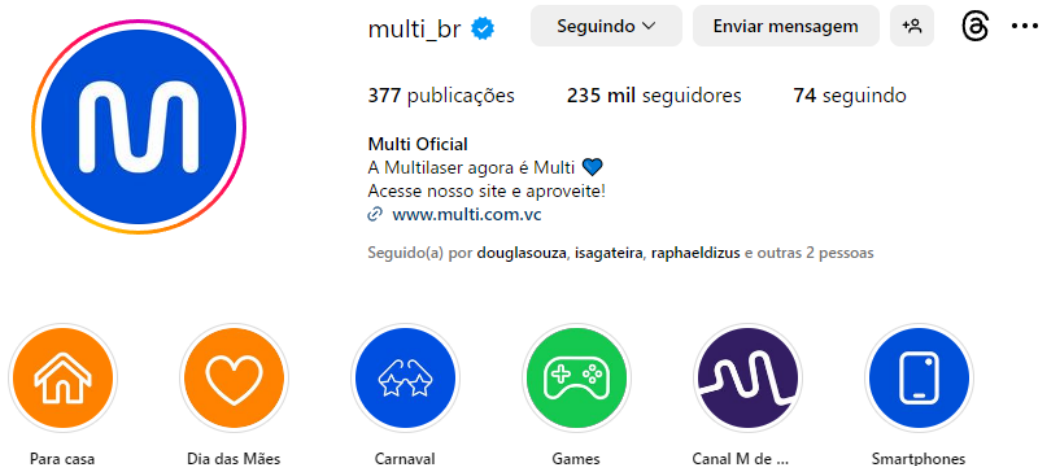 multi_br Seguindo Enviar mensagem
377 publicações 235 mil seguidores 74 seguindo
Multi Oficial
A Multilaser agora é Multi 💙
Acesse nosso site e aproveite!
www.multi.com.vc
Seguido(a) por douglasouza, isagateira, raphaeldizus e outras 2 pessoas
Para casa Dia das Mães Carnaval Games Canal M de ... Smartphones